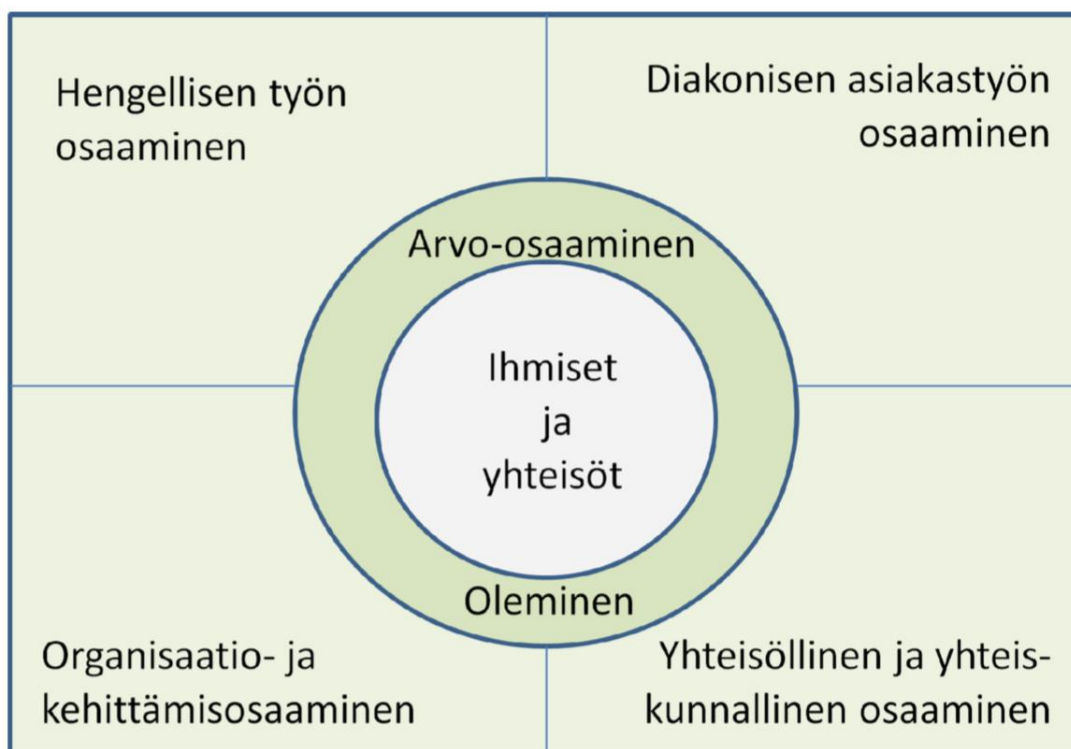 Hengellisen työn
osaaminen
Diakonisen asiakastyön
osaaminen
Arvo-osaaminen
Ihmiset
ja
yhteisöt
Oleminen
Organisaatio- ja
kehittämisosaaminen
Yhteisöllinen ja yhteis-
kunnallinen osaaminen